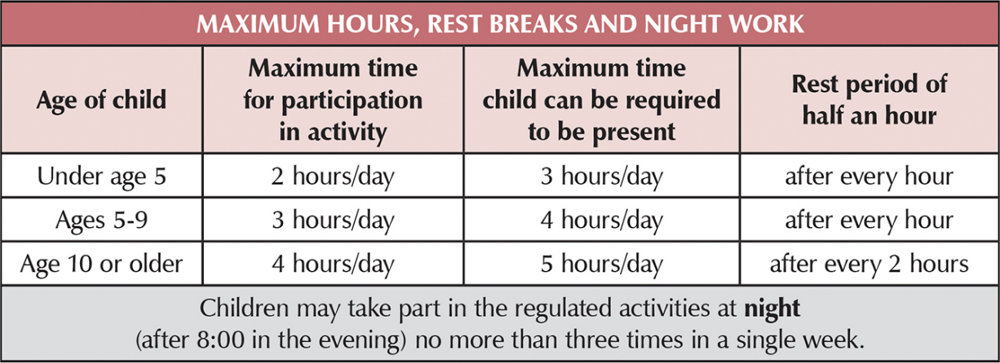 MAXIMUM HOURS, REST BREAKS AND NIGHT WORK
Age of child
Maximum time
for participation
in activity
Maximum time
child can be required
to be present
Rest period of
half an hour
Under age 5
2 hours/day
3 hours/day
after every hour
Ages 5-9
3 hours/day
4 hours/day
after every hour
Age 10 or older
4 hours/day
5 hours/day
after every 2 hours
Children may take part in the regulated activities at night
(after 8:00 in the evening) no more than three times in a single week.